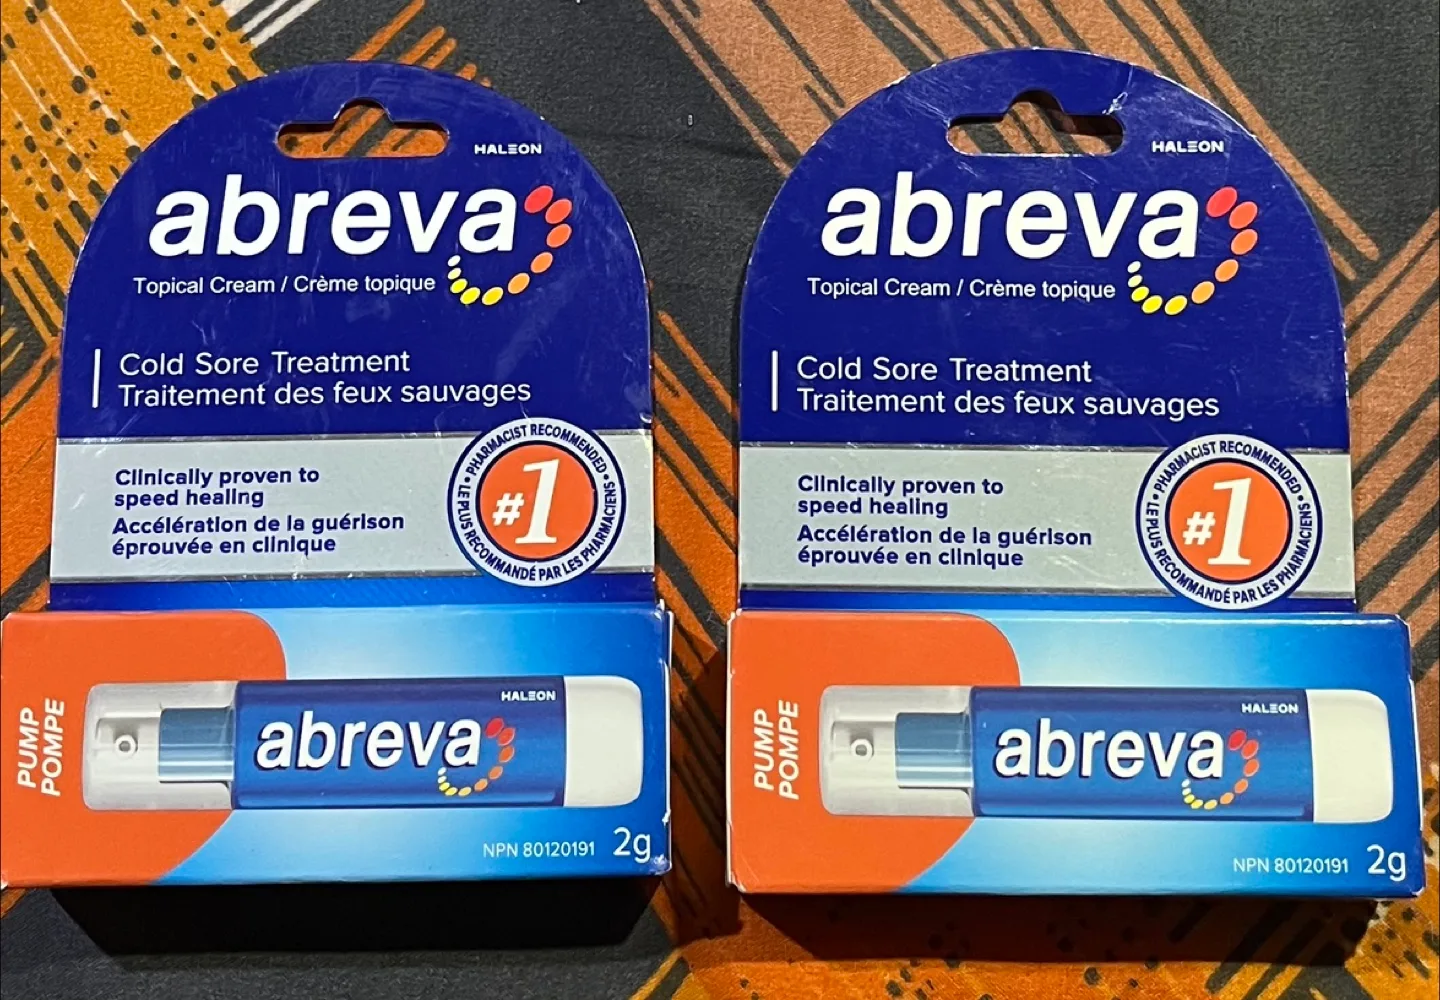 HALEON
abreva
Topical Cream / Crème topique
Cold Sore Treatment
Traitement des feux sauvages
Clinically proven to
speed healing
Accélération de la guérison
éprouvée en clinique
• PHARMACIST RECOMMENDED •
#1
LE PLUS RECOMMANDÉ PAR LES PHARMACIENS
PUMP
POMPE
HALEON
abreva
NPN 80120191 2g
HALEON
abreva
Topical Cream / Crème topique
Cold Sore Treatment
Traitement des feux sauvages
Clinically proven to
speed healing
Accélération de la guérison
éprouvée en clinique
• PHARMACIST RECOMMENDED •
#1
LE PLUS RECOMMANDÉ PAR LES PHARMACIENS
PUMP
POMPE
HALEON
abreva
NPN 80120191 2g